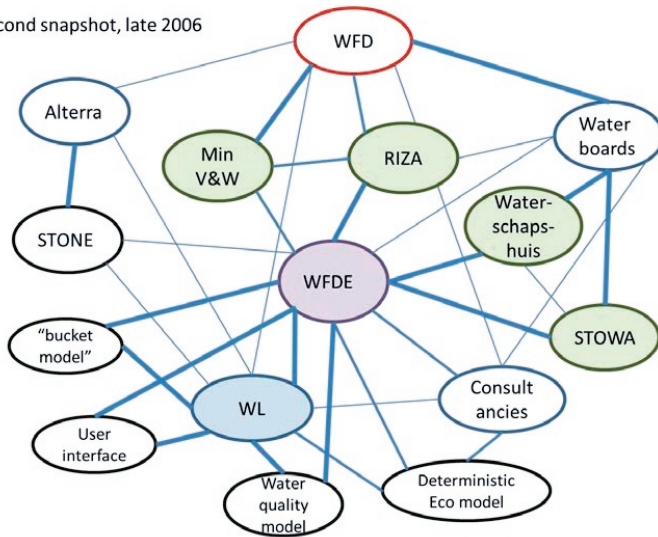 cond snapshot, late 2006
WFD
Alterra
Water
boards
Min
V&W
RIZA
Water-
schaps-
huis
STONE
WFDE
STOWA
"bucket
model"
WL
Consult
ancies
User
interface
Water
quality
model
Deterministic
Eco model